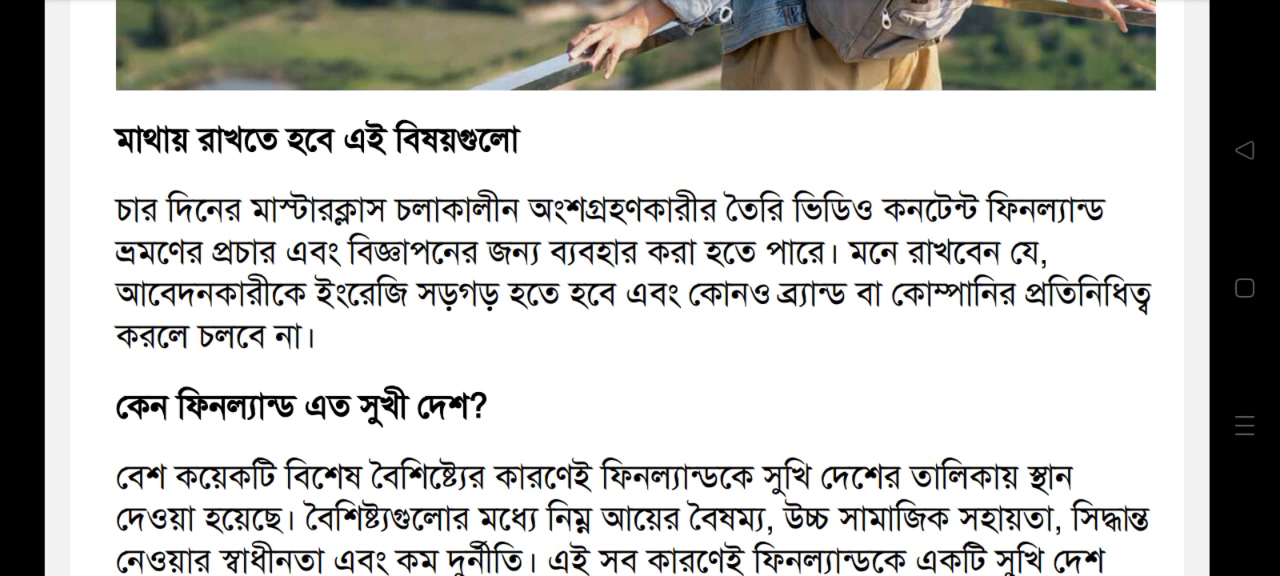 মাথায় রাখতে হবে এই বিষয়গুলো
চার দিনের মাস্টারক্লাস চলাকালীন অংশগ্রহণকারীর তৈরি ভিডিও কনটেন্ট ফিনল্যান্ড
ভ্রমণের প্রচার এবং বিজ্ঞাপনের জন্য ব্যবহার করা হতে পারে। মনে রাখবেন যে,
আবেদনকারীকে ইংরেজি সড়গড় হতে হবে এবং কোনও ব্র্যান্ড বা কোম্পানির প্রতিনিধিত্ব
করলে চলবে না।
কেন ফিনল্যান্ড এত সুখী দেশ?
বেশ কয়েকটি বিশেষ বৈশিষ্ট্যের কারণেই ফিনল্যান্ডকে সুখি দেশের তালিকায় স্থান
দেওয়া হয়েছে। বৈশিষ্ট্যগুলোর মধ্যে নিম্ন আয়ের বৈষম্য, উচ্চ সামাজিক সহায়তা, সিদ্ধান্ত
নেওয়ার স্বাধীনতা এবং কম দুর্নীতি। এই সব কারণেই ফিনল্যান্ডকে একটি সুখি দেশ